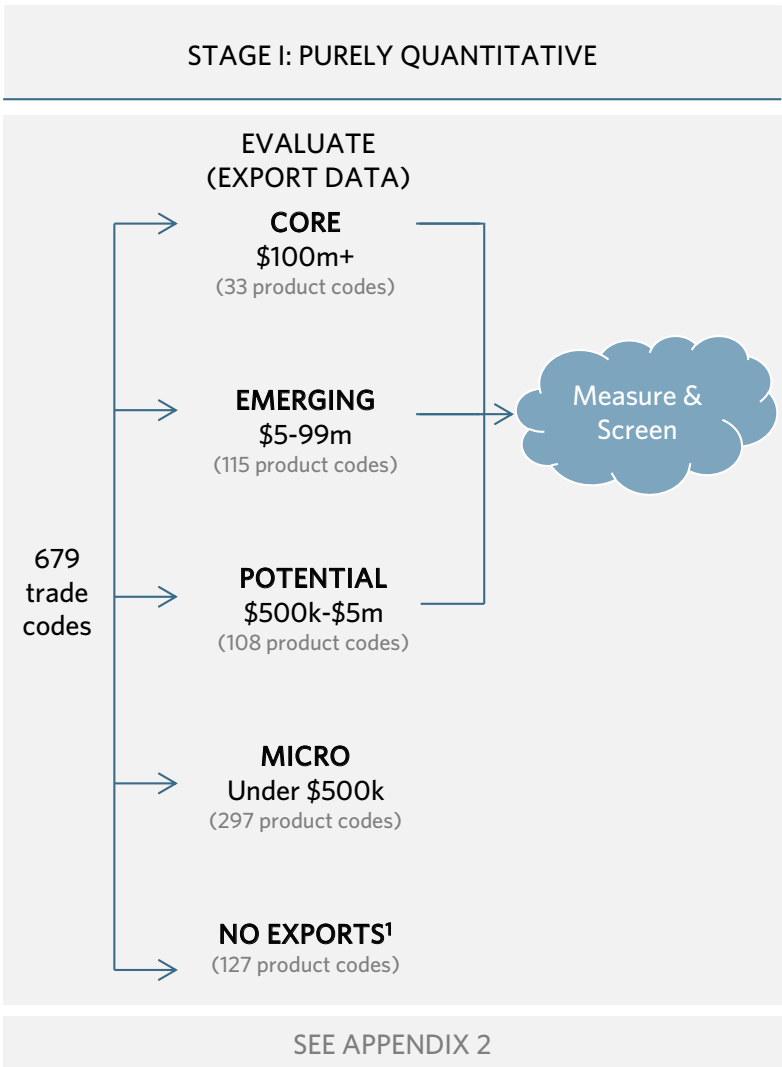 STAGE I: PURELY QUANTITATIVE
EVALUATE
(EXPORT DATA)
CORE
$100m+
(33 product codes)
EMERGING
$5-99m
(115 product codes)
Measure &
Screen
679
trade
codes
POTENTIAL
$500k-$5m
(108 product codes)
MICRO
Under $500k
(297 product codes)
NO EXPORTS¹
(127 product codes)
SEE APPENDIX 2